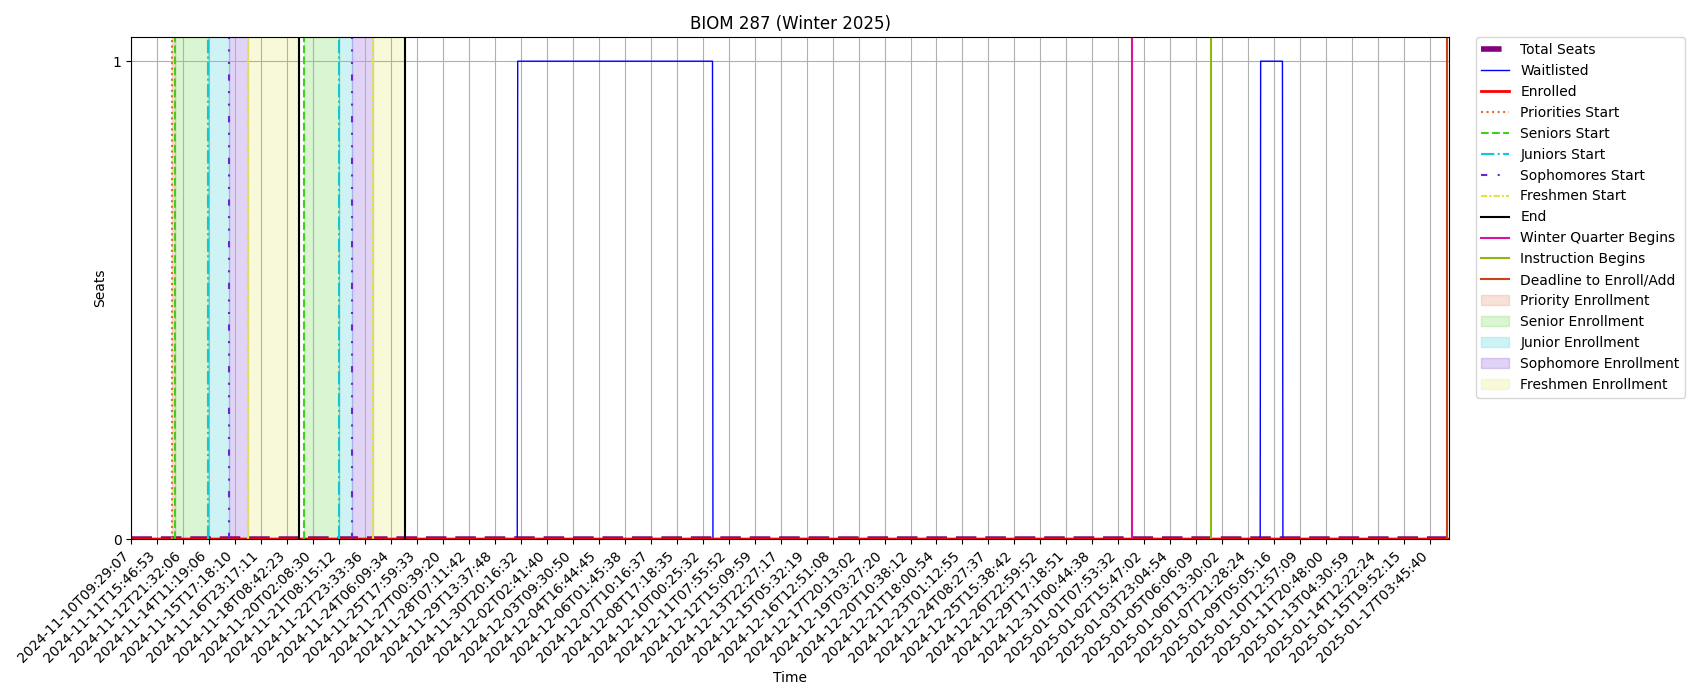 BIOM 287 (Winter 2025)
Seats
1
0
2024-11-10T09:29:07
2024-11-11T15:46:53
2024-11-12T21:32:06
2024-11-14T11:19:06
2024-11-15T17:18:10
2024-11-16T23:17:11
2024-11-18T08:42:23
2024-11-20T02:08:30
2024-11-21T08:15:12
2024-11-22T23:33:36
2024-11-24T06:09:34
2024-11-25T17:59:33
2024-11-27T00:39:20
2024-11-28T07:11:42
2024-11-29T13:37:48
2024-11-30T20:16:32
2024-12-02T02:41:40
2024-12-03T09:30:50
2024-12-04T16:44:45
2024-12-06T01:45:38
2024-12-07T10:16:37
2024-12-08T17:18:35
2024-12-10T00:25:32
2024-12-11T07:55:52
2024-12-12T15:09:59
2024-12-13T22:27:17
2024-12-15T05:32:19
2024-12-16T12:51:08
2024-12-17T20:13:02
2024-12-19T03:27:20
2024-12-20T10:38:12
2024-12-21T18:00:54
2024-12-23T01:12:55
2024-12-24T08:27:37
2024-12-25T15:38:42
2024-12-26T22:59:52
2024-12-29T17:18:51
2024-12-31T00:44:38
2025-01-01T07:53:32
2025-01-02T15:47:02
2025-01-03T23:04:54
2025-01-05T06:06:09
2025-01-06T13:30:02
2025-01-07T21:28:24
2025-01-09T05:05:16
2025-01-10T12:57:09
2025-01-11T20:48:00
2025-01-13T04:30:59
2025-01-14T12:22:24
2025-01-15T19:52:15
2025-01-17T03:45:40
Time
Total Seats
Waitlisted
Enrolled
Priorities Start
Seniors Start
Juniors Start
Sophomores Start
Freshmen Start
End
Winter Quarter Begins
Instruction Begins
Deadline to Enroll/Add
Priority Enrollment
Senior Enrollment
Junior Enrollment
Sophomore Enrollment
Freshmen Enrollment